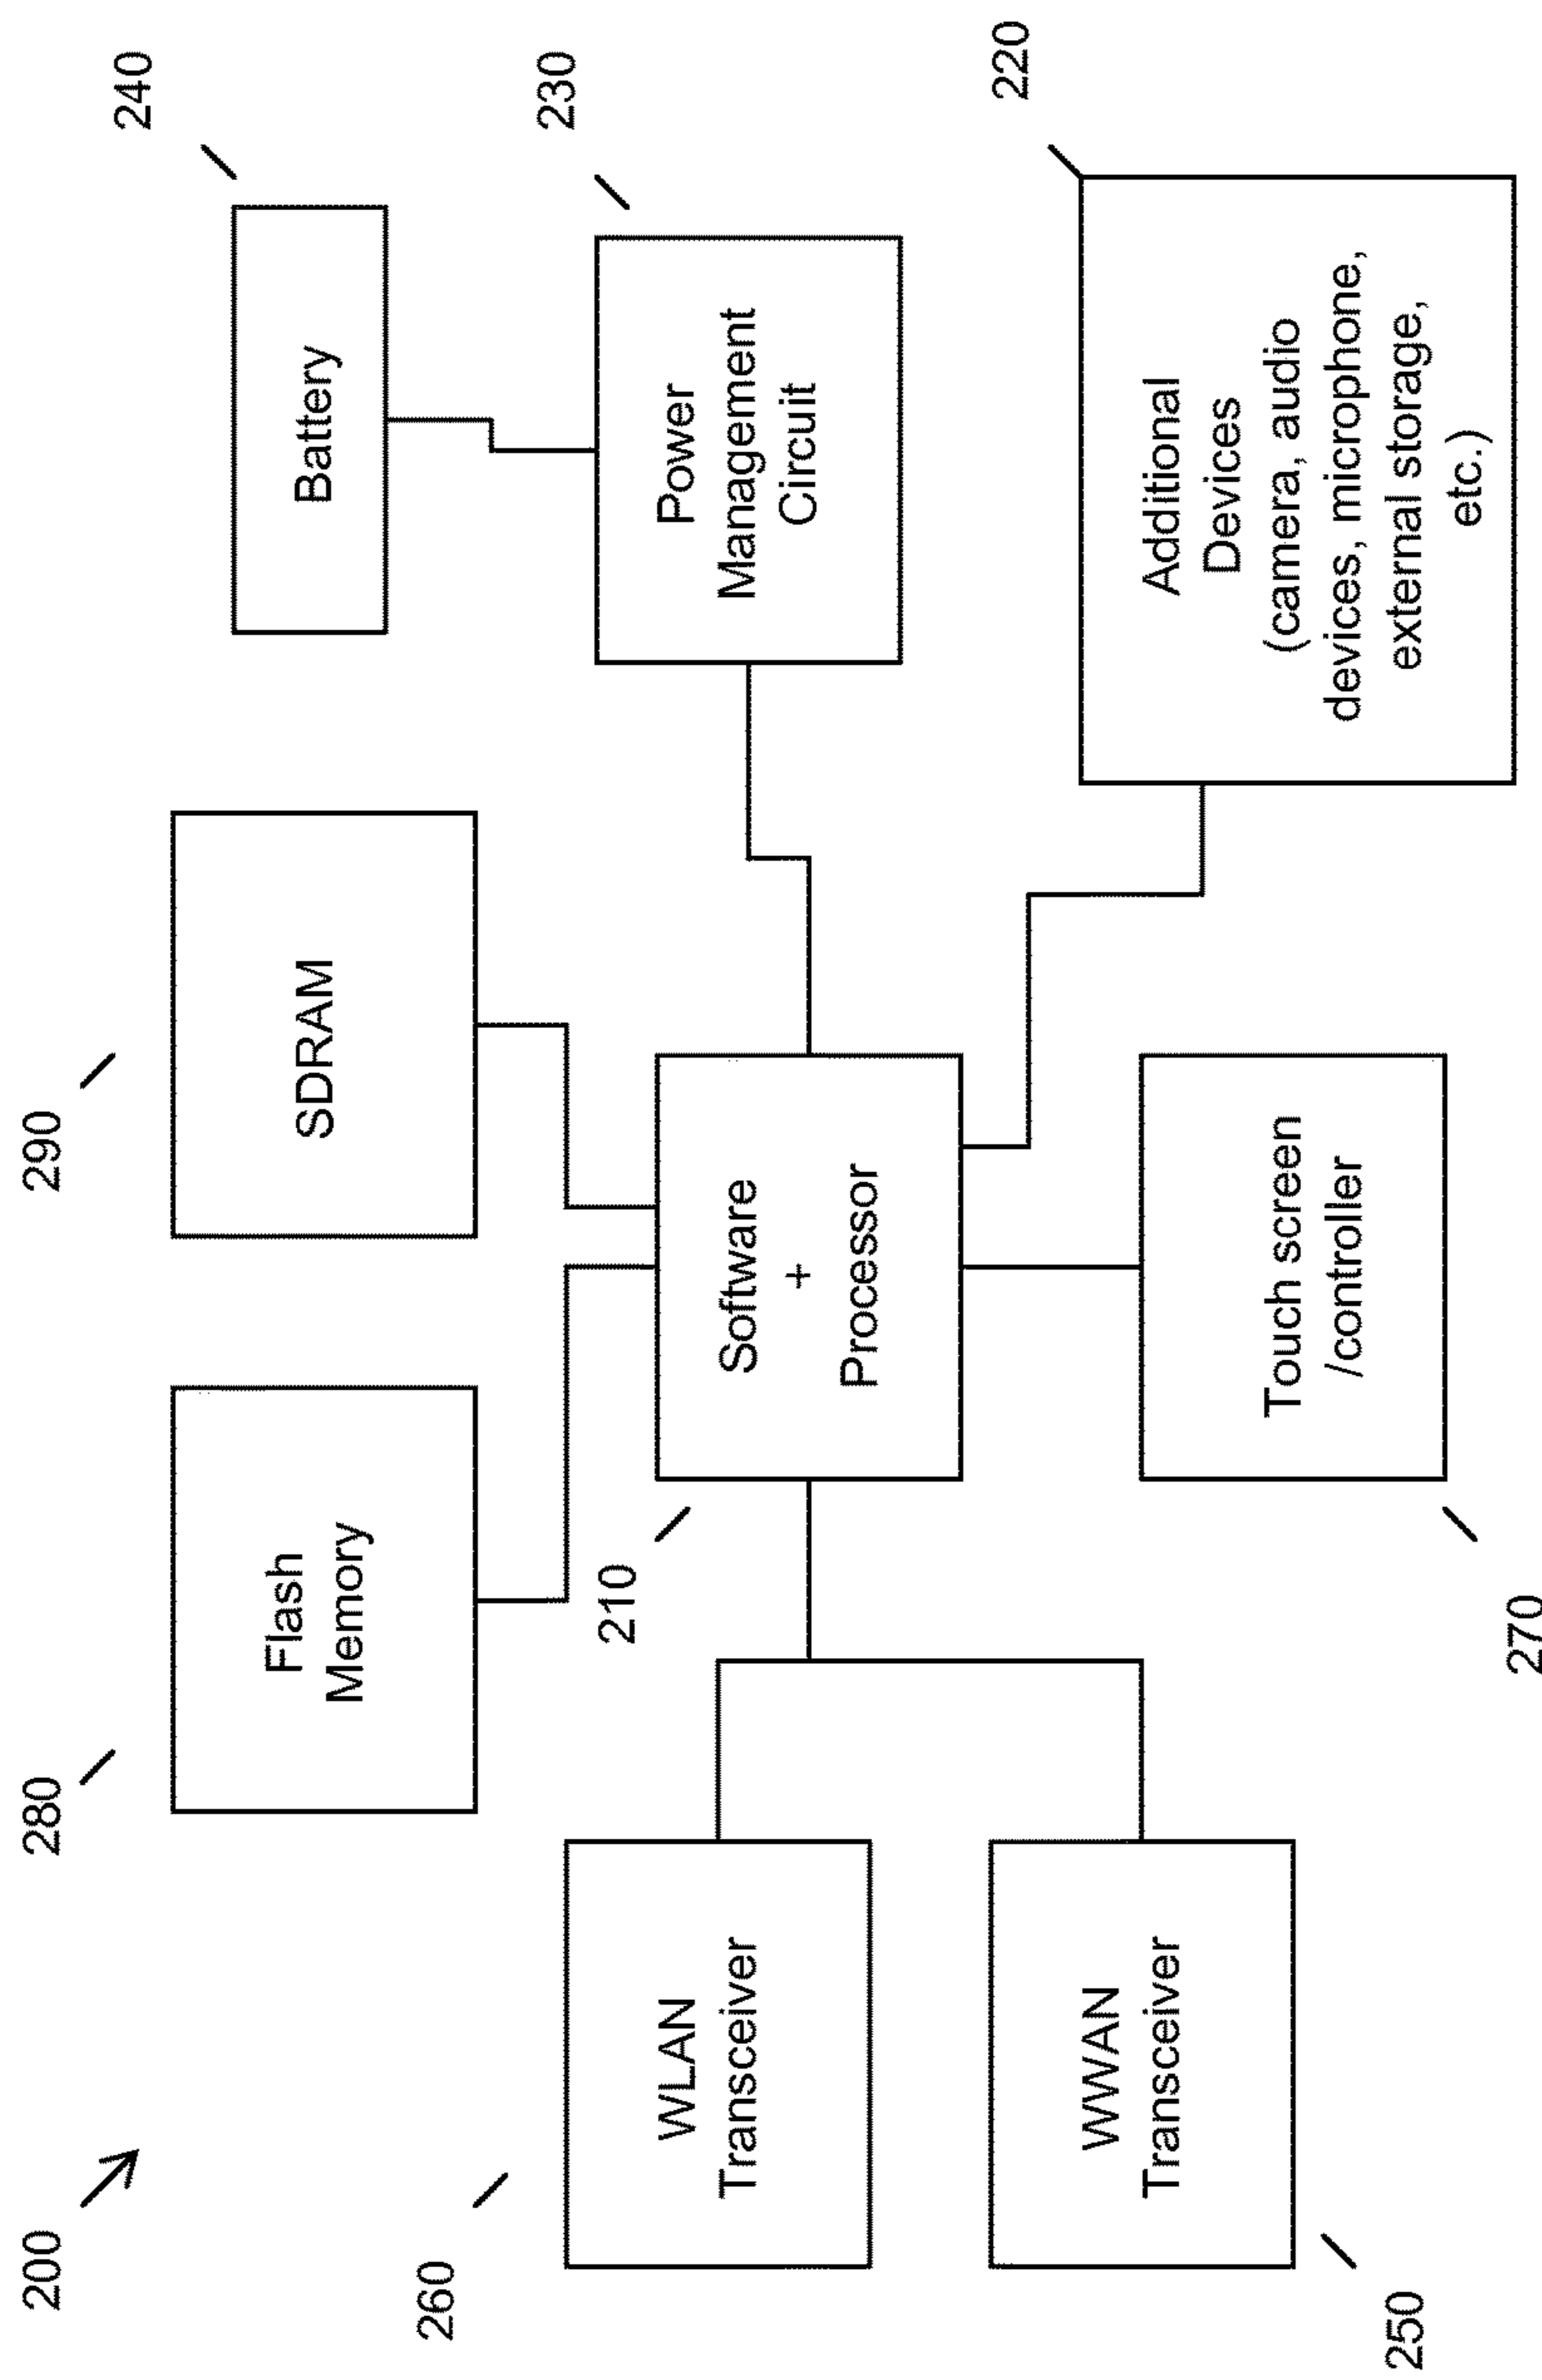 200
280
Flash
Memory
290
SDRAM
240
Battery
260
WLAN
Transceiver
210
Software
+
Processor
230
Power
Management
Circuit
250
WWAN
Transceiver
270
Touch screen
/controller
220
Additional
Devices
(camera, audio
devices, microphone,
external storage,
etc.)